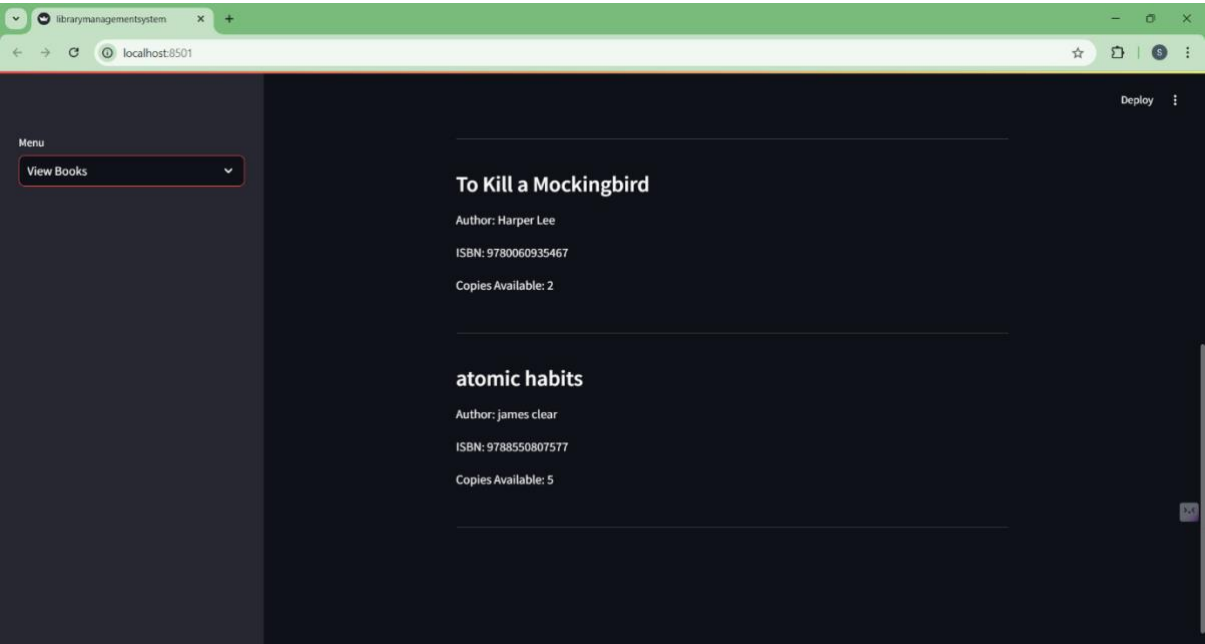 librarymanagementsystem
localhost:8501
Deploy
Menu
View Books
To Kill a Mockingbird
Author: Harper Lee
ISBN: 9780060935467
Copies Available: 2
atomic habits
Author: james clear
ISBN: 9788550807577
Copies Available: 5
S